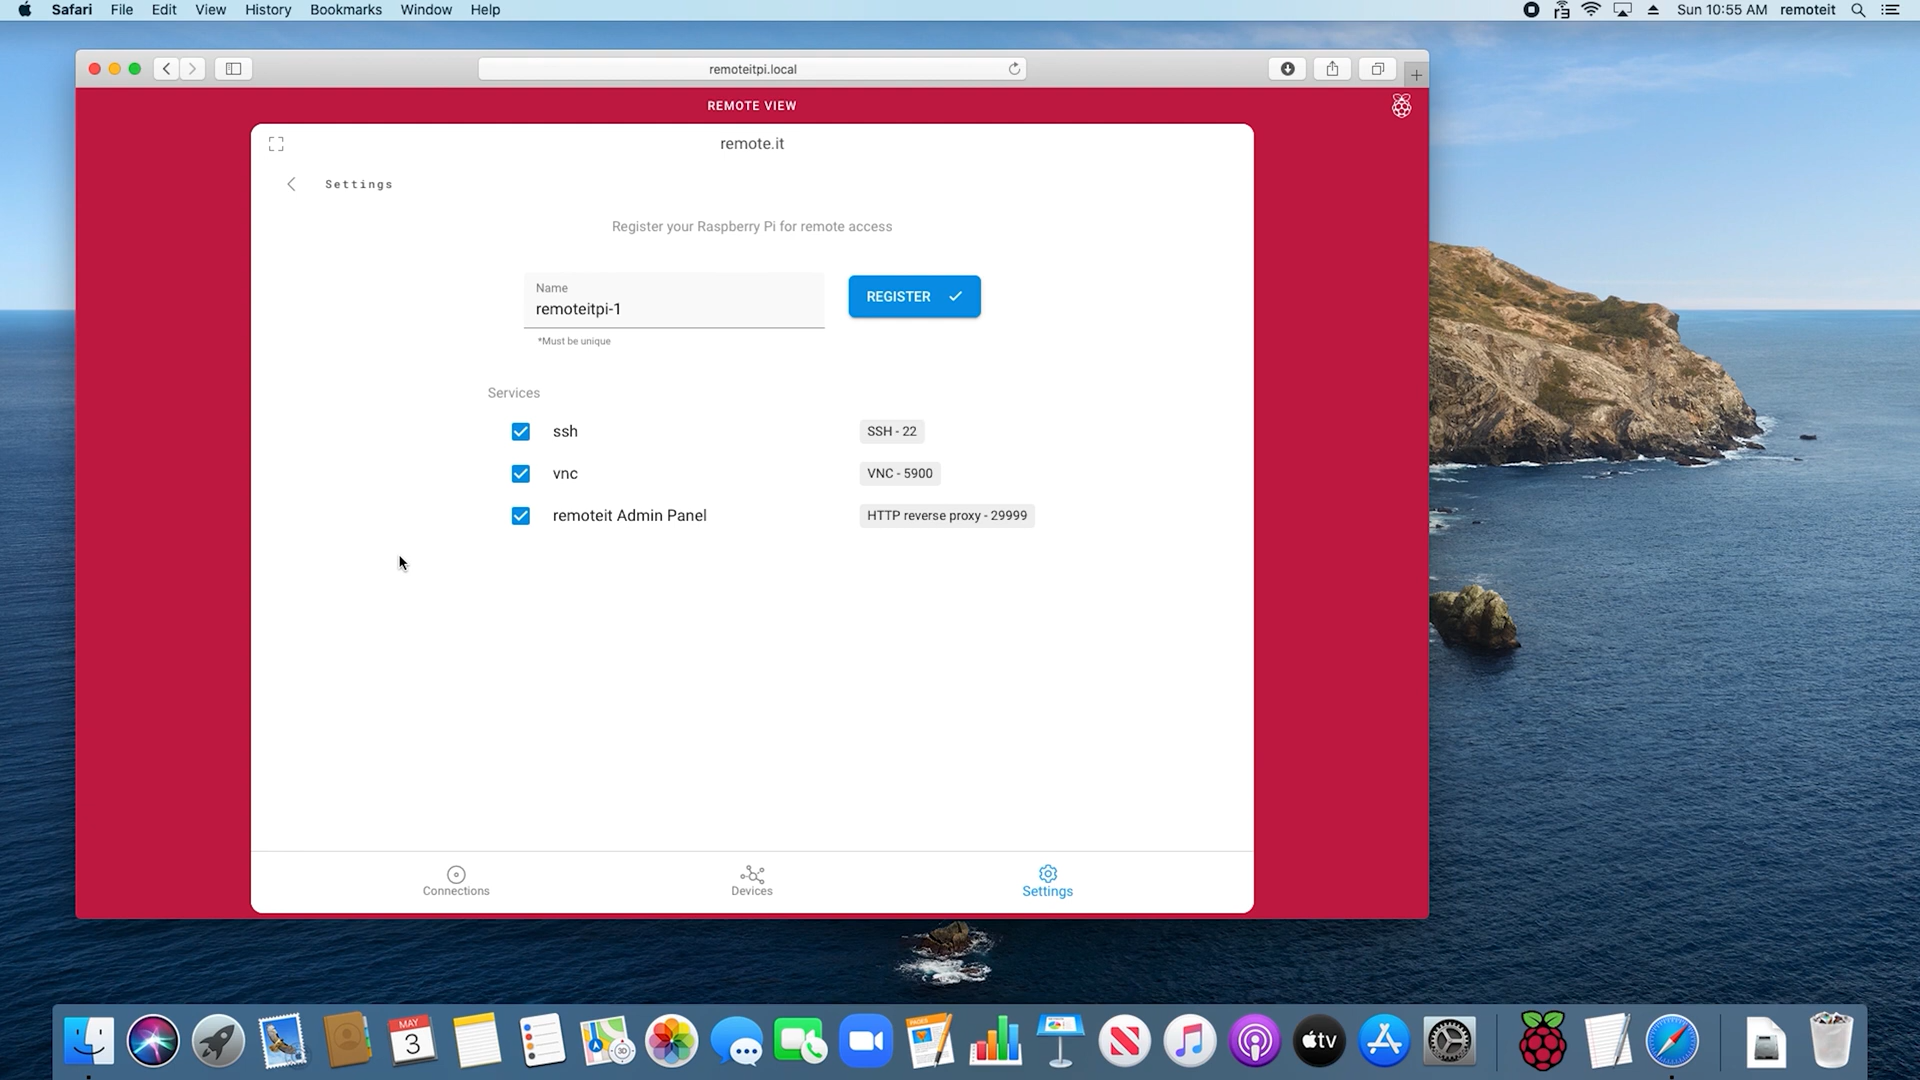 Safari File Edit View History Bookmarks Window Help Sun 10:55 AM remoteit
remoteitpi.local
REMOTE VIEW
remote.it
Settings
Register your Raspberry Pi for remote access
Name
remoteitpi-1
REGISTER
*Must be unique
Services
ssh SSH - 22
vnc VNC - 5900
remoteit Admin Panel HTTP reverse proxy - 29999
Connections Devices Settings
MAY
3
3D
tv